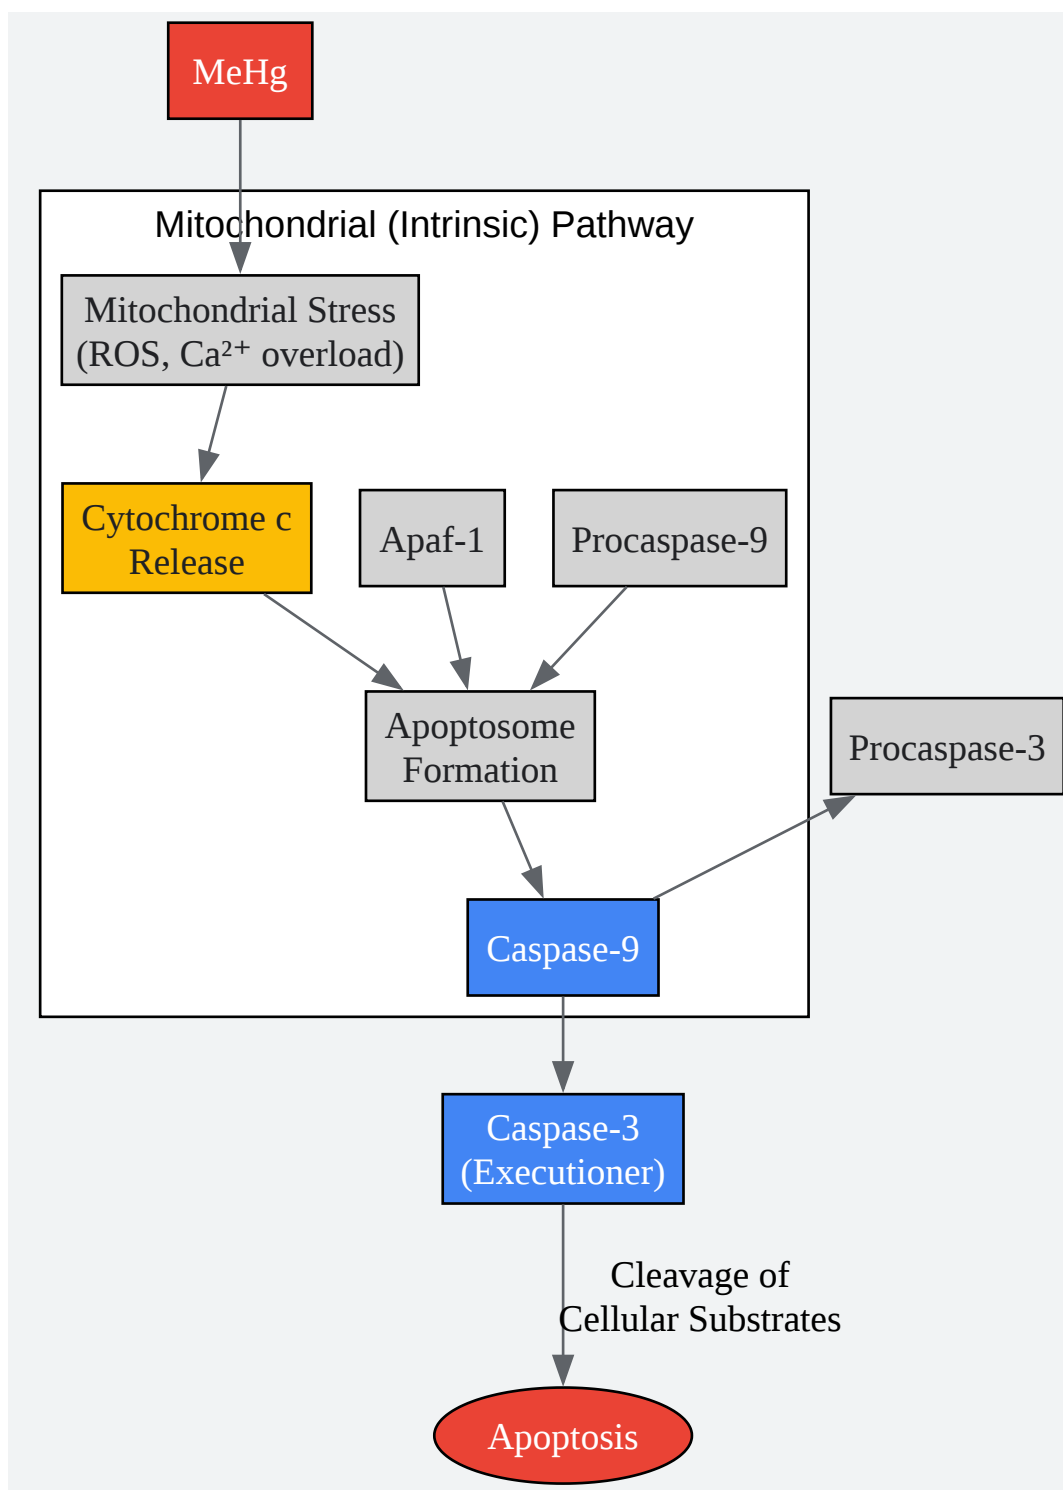 MeHg
Mitochondrial (Intrinsic) Pathway
Mitochondrial Stress
(ROS, Ca²⁺ overload)
Cytochrome c
Release
Apaf-1
Procaspase-9
Apoptosome
Formation
Procaspase-3
Caspase-9
Caspase-3
(Executioner)
Cleavage of
Cellular Substrates
Apoptosis